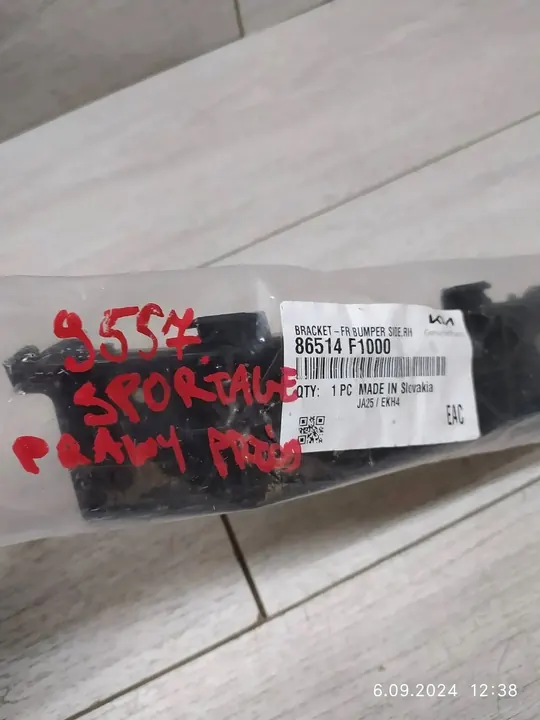 9557.
SPORTAGE
PRAWY PRZÓD
BRACKET-FR BUMPER SIDE.RH
KIA
86514 F1000
QTY: 1 PC MADE IN Slovakia
JA25 / EKH4
EAC
6.09.2024 12:38